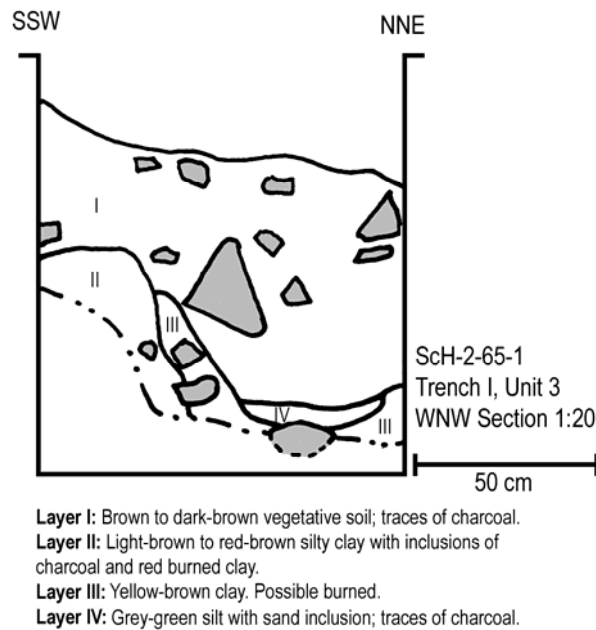 SSW
NNE
I
II
III
IV
III
ScH-2-65-1
Trench I, Unit 3
WNW Section 1:20
50 cm
Layer I: Brown to dark-brown vegetative soil; traces of charcoal.
Layer II: Light-brown to red-brown silty clay with inclusions of
charcoal and red burned clay.
Layer III: Yellow-brown clay. Possible burned.
Layer IV: Grey-green silt with sand inclusion; traces of charcoal.